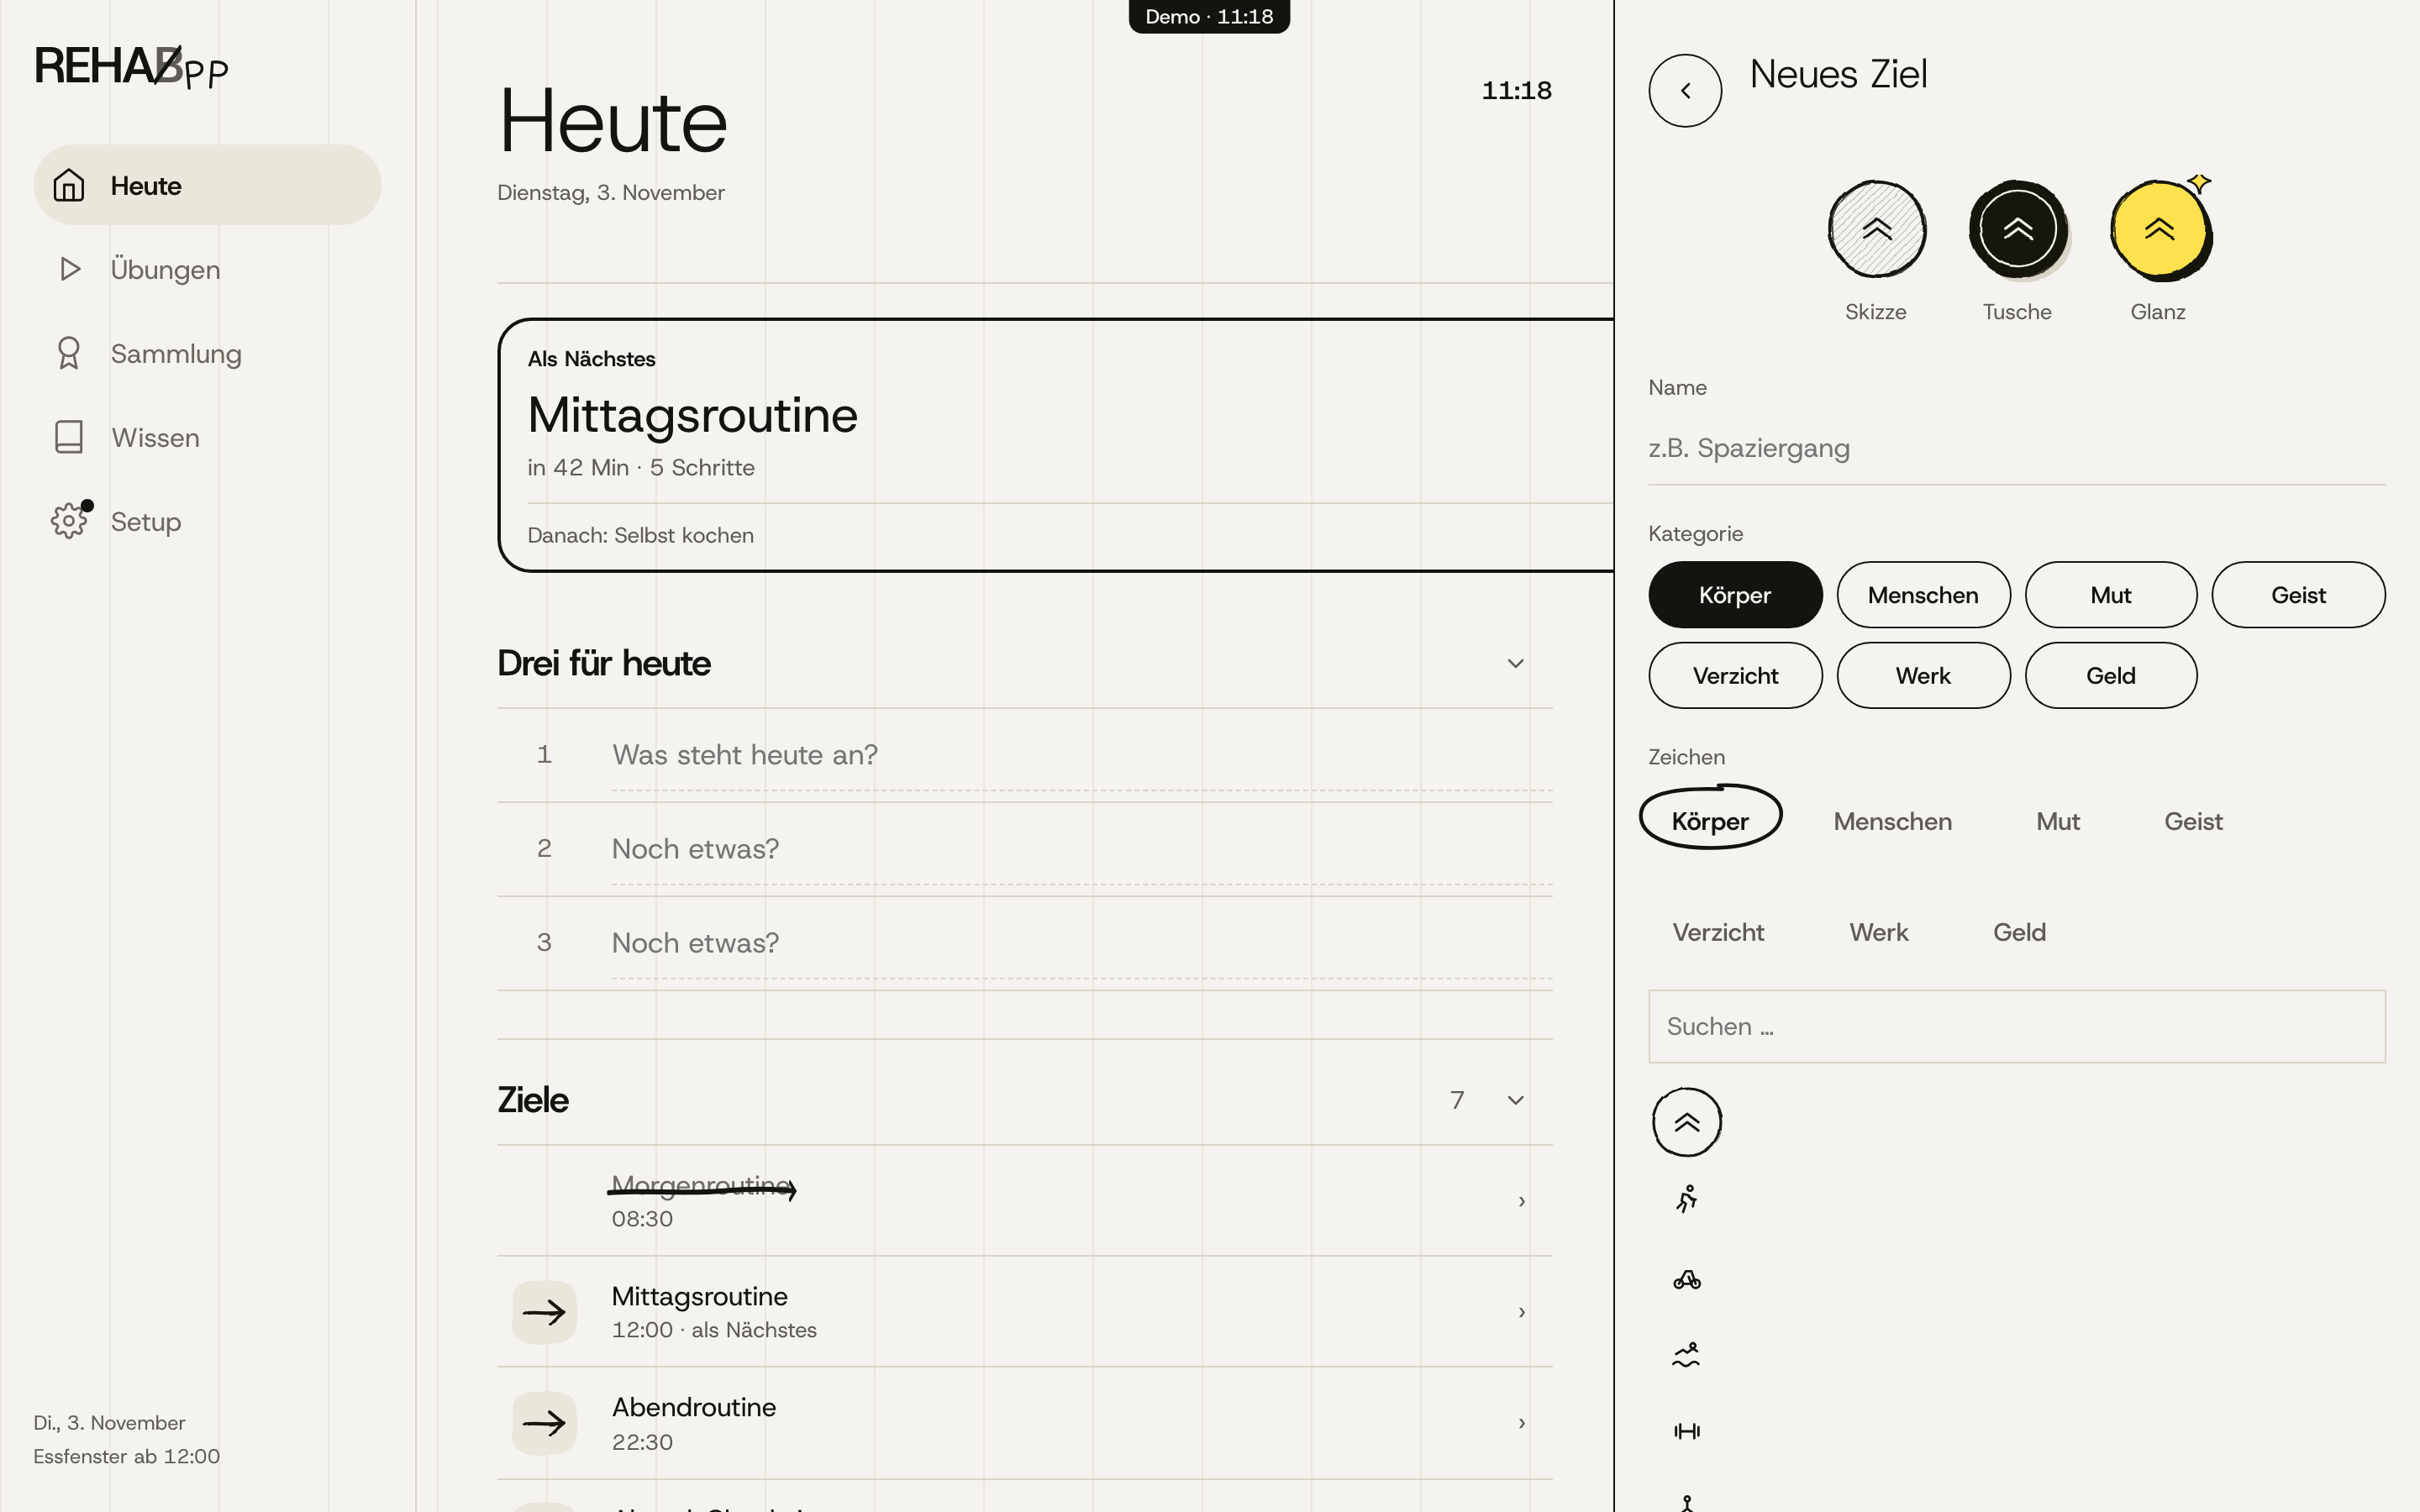 Demo · 11:18
REHABPP
Heute
Übungen
Sammlung
Wissen
Setup
Di., 3. November
Essfenster ab 12:00
Heute
11:18
Dienstag, 3. November
Als Nächstes
Mittagsroutine
in 42 Min · 5 Schritte
Danach: Selbst kochen
Drei für heute
1 Was steht heute an?
2 Noch etwas?
3 Noch etwas?
Ziele 7
Morgenroutine
08:30
Mittagsroutine
12:00 · als Nächstes
Abendroutine
22:30
Neues Ziel
Skizze Tusche Glanz
Name
z.B. Spaziergang
Kategorie
Körper Menschen Mut Geist
Verzicht Werk Geld
Zeichen
Körper Menschen Mut Geist
Verzicht Werk Geld
Suchen …